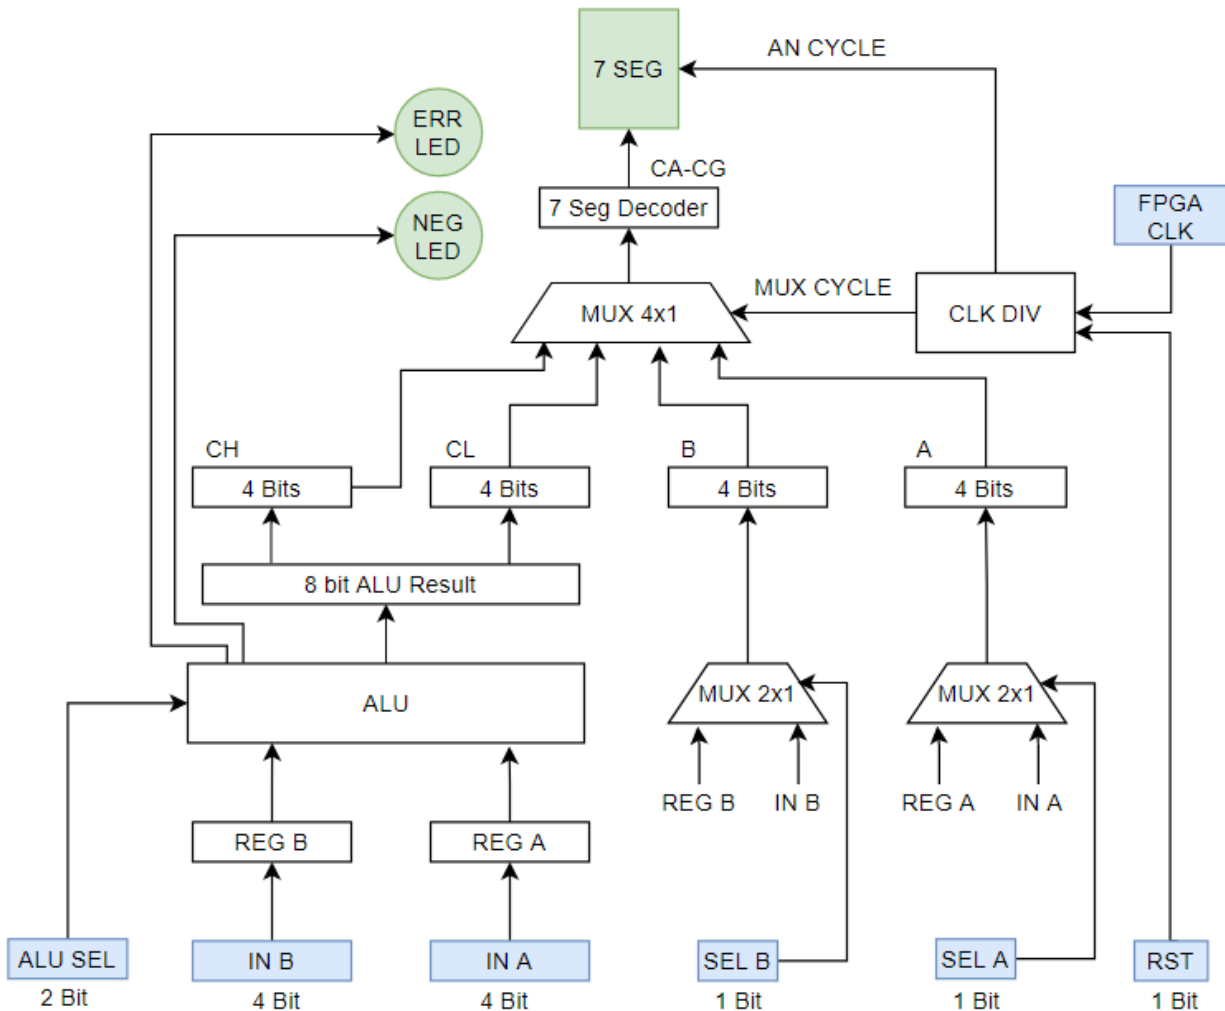 AN CYCLE
7 SEG
ERR
LED
CA-CG
7 Seg Decoder
FPGA
CLK
NEG
LED
MUX CYCLE
MUX 4x1
CLK DIV
CH
CL
B
A
4 Bits
4 Bits
4 Bits
4 Bits
8 bit ALU Result
ALU
MUX 2x1
MUX 2x1
REG B
IN B
REG A
IN A
REG B
REG A
ALU SEL
IN B
IN A
SEL B
SEL A
RST
2 Bit
4 Bit
4 Bit
1 Bit
1 Bit
1 Bit